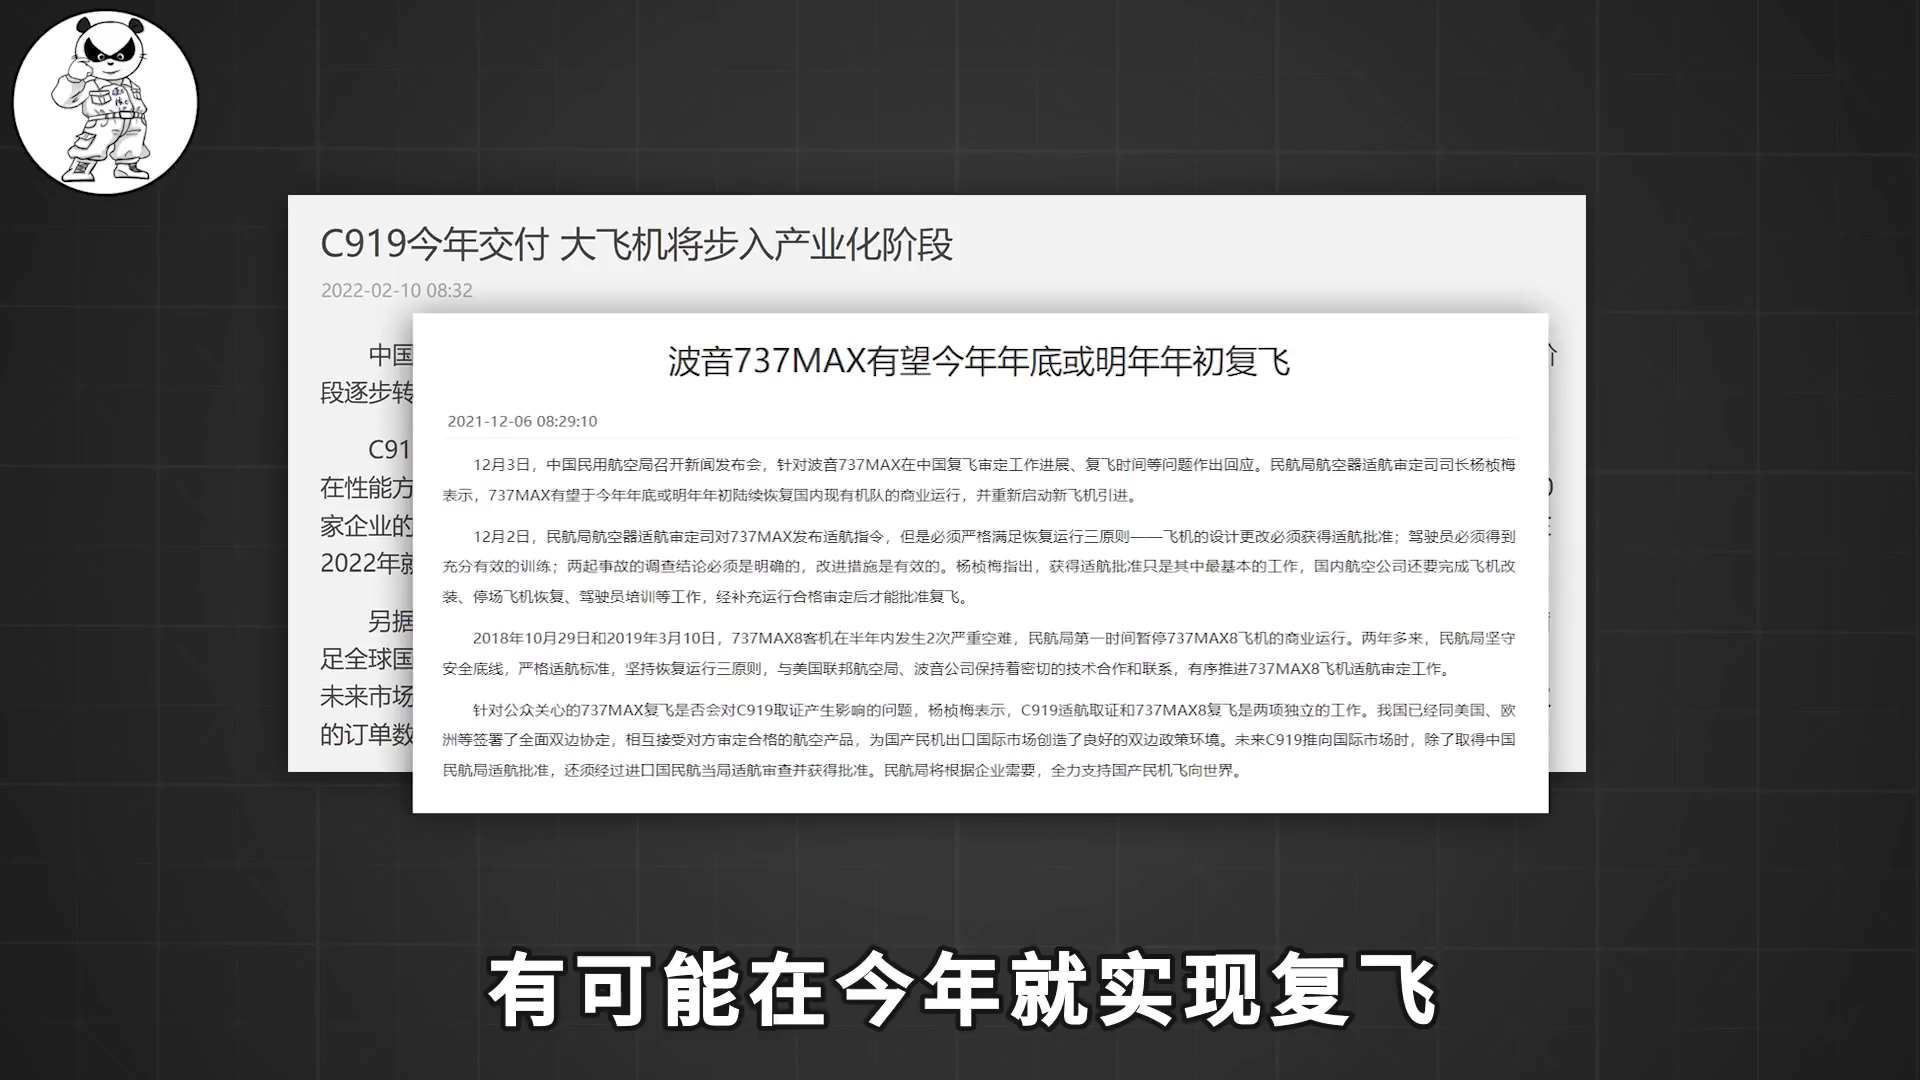 C919今年交付 大飞机将步入产业化阶段
2022-02-10 08:32
中国
段逐步转
C91
在性能方
家企业的
2022年就
另据
足全球国
未来市场
的订单数
波音737MAX有望今年年底或明年年初复飞
2021-12-06 08:29:10
12月3日，中国民用航空局召开新闻发布会，针对波音737MAX在中国复飞审定工作进展、复飞时间等问题作出回应。民航局航空器适航审定司司长杨桢梅
表示，737MAX有望于今年年底或明年年初陆续恢复国内现有机队的商业运行，并重新启动新飞机引进。
12月2日，民航局航空器适航审定司对737MAX发布适航指令，但是必须严格满足恢复运行三原则——飞机的设计更改必须获得适航批准；驾驶员必须得到
充分有效的训练；两起事故的调查结论必须是明确的，改进措施是有效的。杨桢梅指出，获得适航批准只是其中最基本的工作，国内航空公司还要完成飞机改
装、停场飞机恢复、驾驶员培训等工作，经补充运行合格审定后才能批准复飞。
2018年10月29日和2019年3月10日，737MAX8客机在半年内发生2次严重空难，民航局第一时间暂停737MAX8飞机的商业运行。两年多来，民航局坚守
安全底线，严格适航标准，坚持恢复运行三原则，与美国联邦航空局、波音公司保持着密切的技术合作和联系，有序推进737MAX8飞机适航审定工作。
针对公众关心的737MAX复飞是否会对C919取证产生影响的问题，杨桢梅表示，C919适航取证和737MAX8复飞是两项独立的工作。我国已经同美国、欧
洲等签署了全面双边协定，相互接受对方审定合格的航空产品，为国产民机出口国际市场创造了良好的双边政策环境。未来C919推向国际市场时，除了取得中国
民航局适航批准，还须经过进口国民航当局适航审查并获得批准。民航局将根据企业需要，全力支持国产民机飞向世界。
有可能在今年就实现复飞